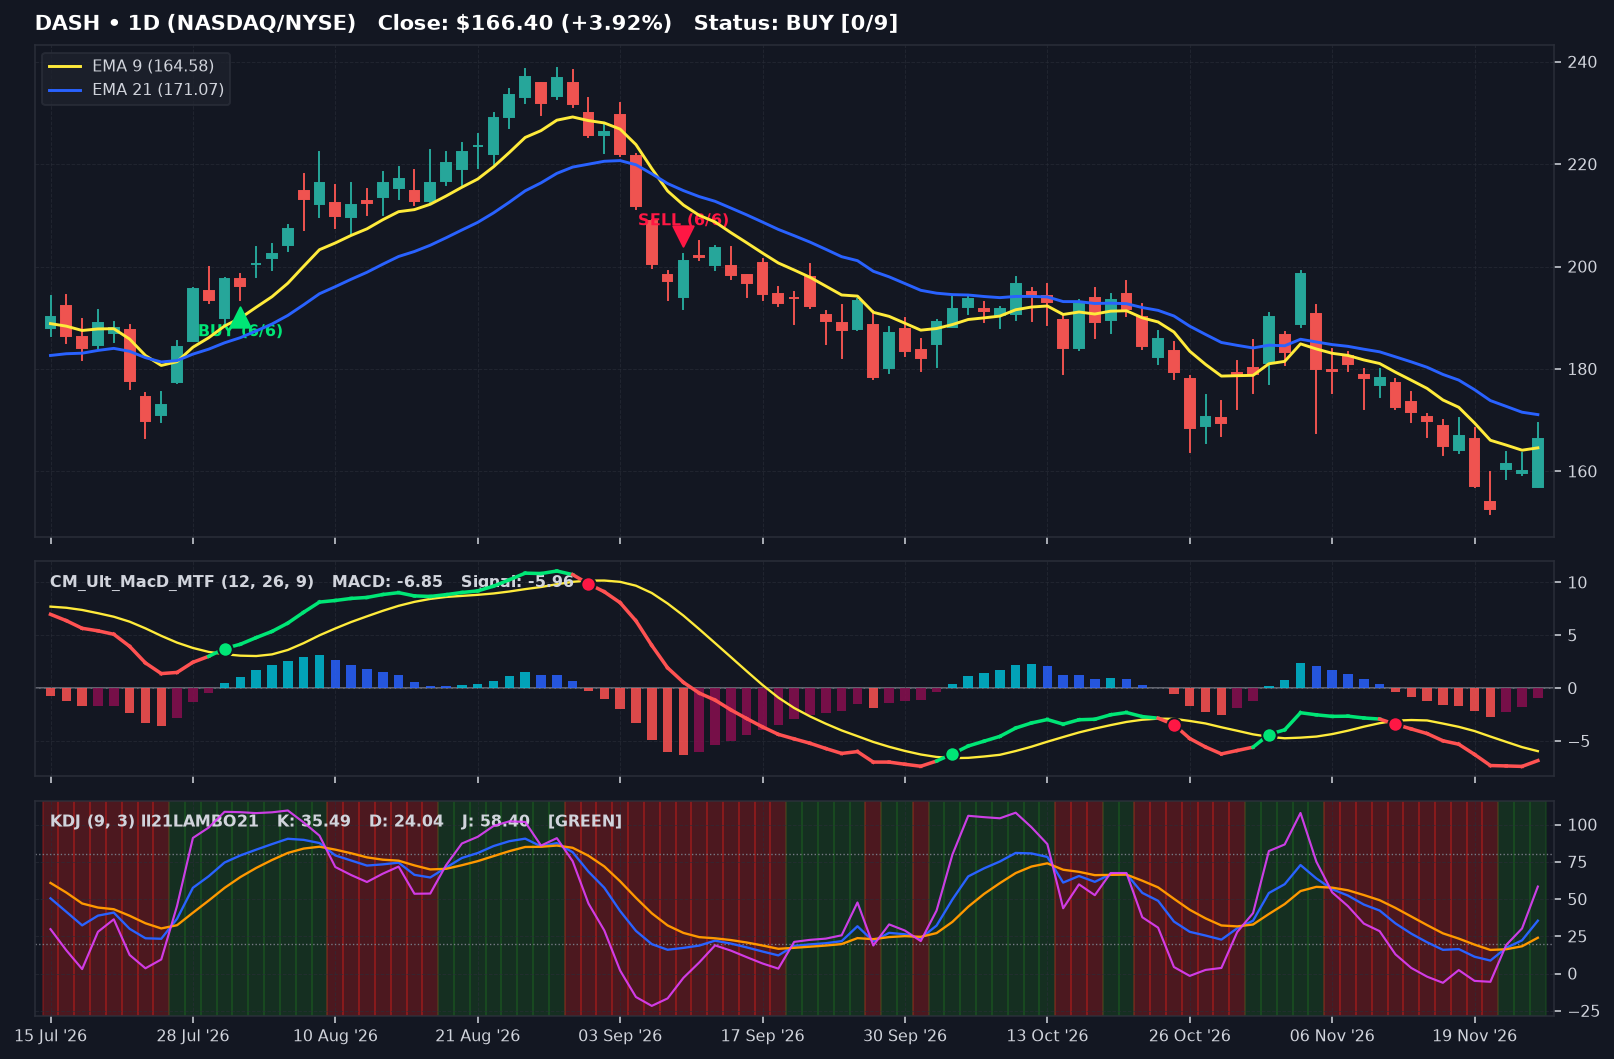 DASH • 1D (NASDAQ/NYSE) Close: $166.40 (+3.92%) Status: BUY [0/9]
EMA 9 (164.58)
EMA 21 (171.07)
240
220
200
180
160
SELL (6/6)
BUY (6/6)
CM_Ult_MacD_MTF (12, 26, 9) MACD: -6.85 Signal: -5.96
10
5
0
−5
KDJ (9, 3) II21LAMBO21 K: 35.49 D: 24.04 J: 58.40 [GREEN]
100
75
50
25
0
−25
15 Jul '26
28 Jul '26
10 Aug '26
21 Aug '26
03 Sep '26
17 Sep '26
30 Sep '26
13 Oct '26
26 Oct '26
06 Nov '26
19 Nov '26